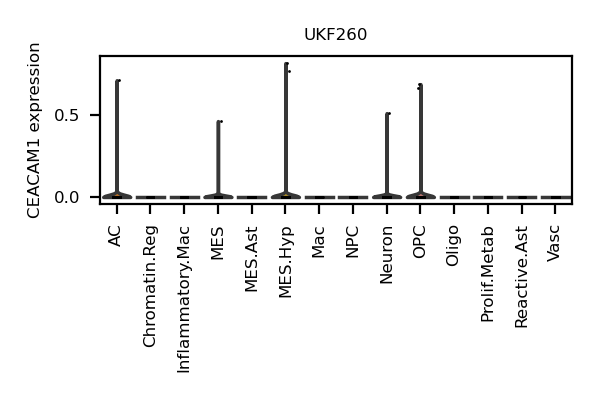 UKF260
CEACAM1 expression
0.5
0.0
AC
Chromatin.Reg
Inflammatory.Mac
MES
MES.Ast
MES.Hyp
Mac
NPC
Neuron
OPC
Oligo
Prolif.Metab
Reactive.Ast
Vasc